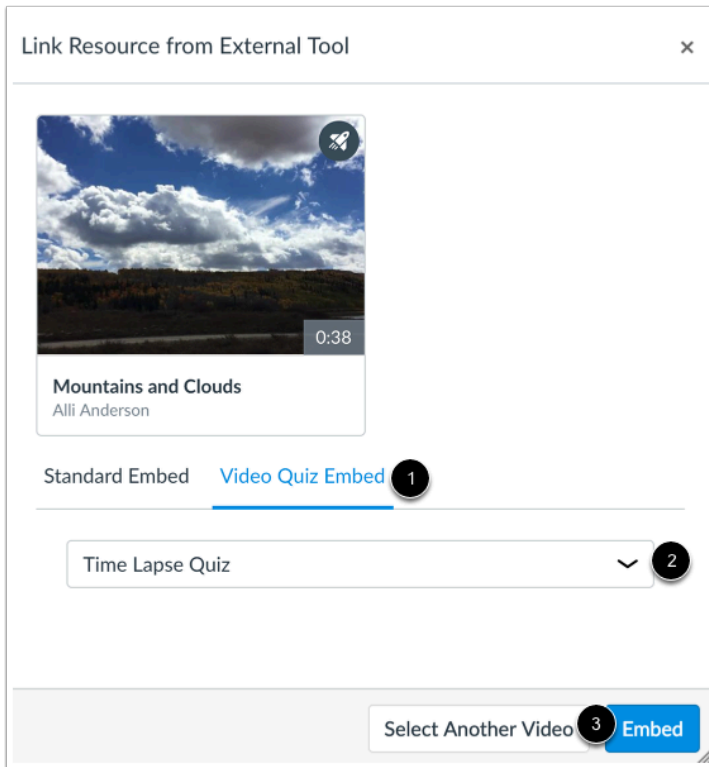 Link Resource from External Tool ×
0:38
Mountains and Clouds
Alli Anderson
Standard Embed Video Quiz Embed 1
Time Lapse Quiz 2
Select Another Video 3 Embed